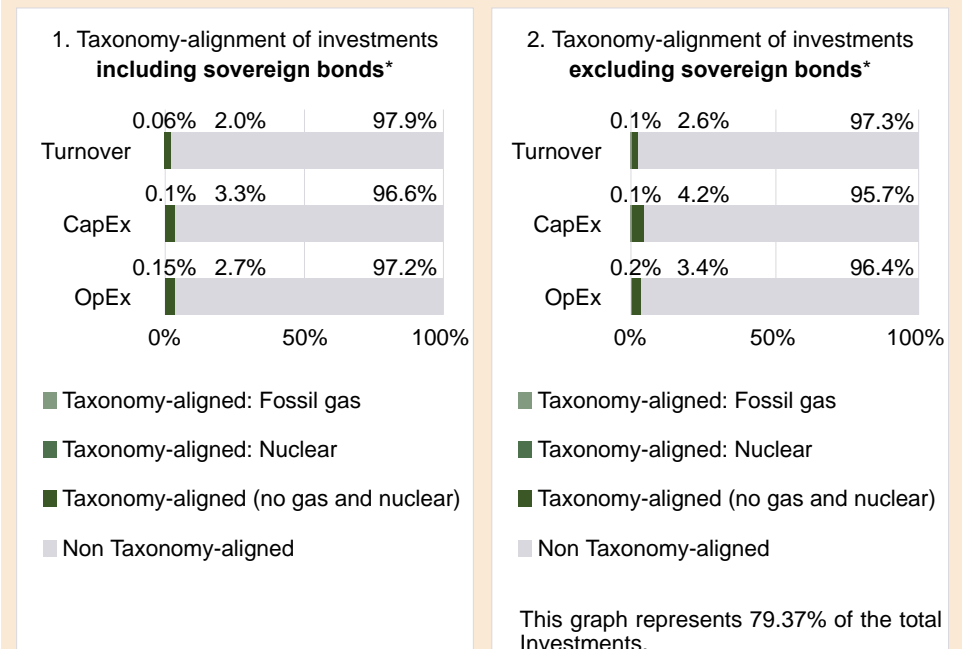 1. Taxonomy-alignment of investments
including sovereign bonds*
0.06% 2.0% 97.9%
Turnover
0.1% 3.3% 96.6%
CapEx
0.15% 2.7% 97.2%
OpEx
0% 50% 100%
Taxonomy-aligned: Fossil gas
Taxonomy-aligned: Nuclear
Taxonomy-aligned (no gas and nuclear)
Non Taxonomy-aligned
2. Taxonomy-alignment of investments
excluding sovereign bonds*
0.1% 2.6% 97.3%
Turnover
0.1% 4.2% 95.7%
CapEx
0.2% 3.4% 96.4%
OpEx
0% 50% 100%
Taxonomy-aligned: Fossil gas
Taxonomy-aligned: Nuclear
Taxonomy-aligned (no gas and nuclear)
Non Taxonomy-aligned
This graph represents 79.37% of the total
Investments.